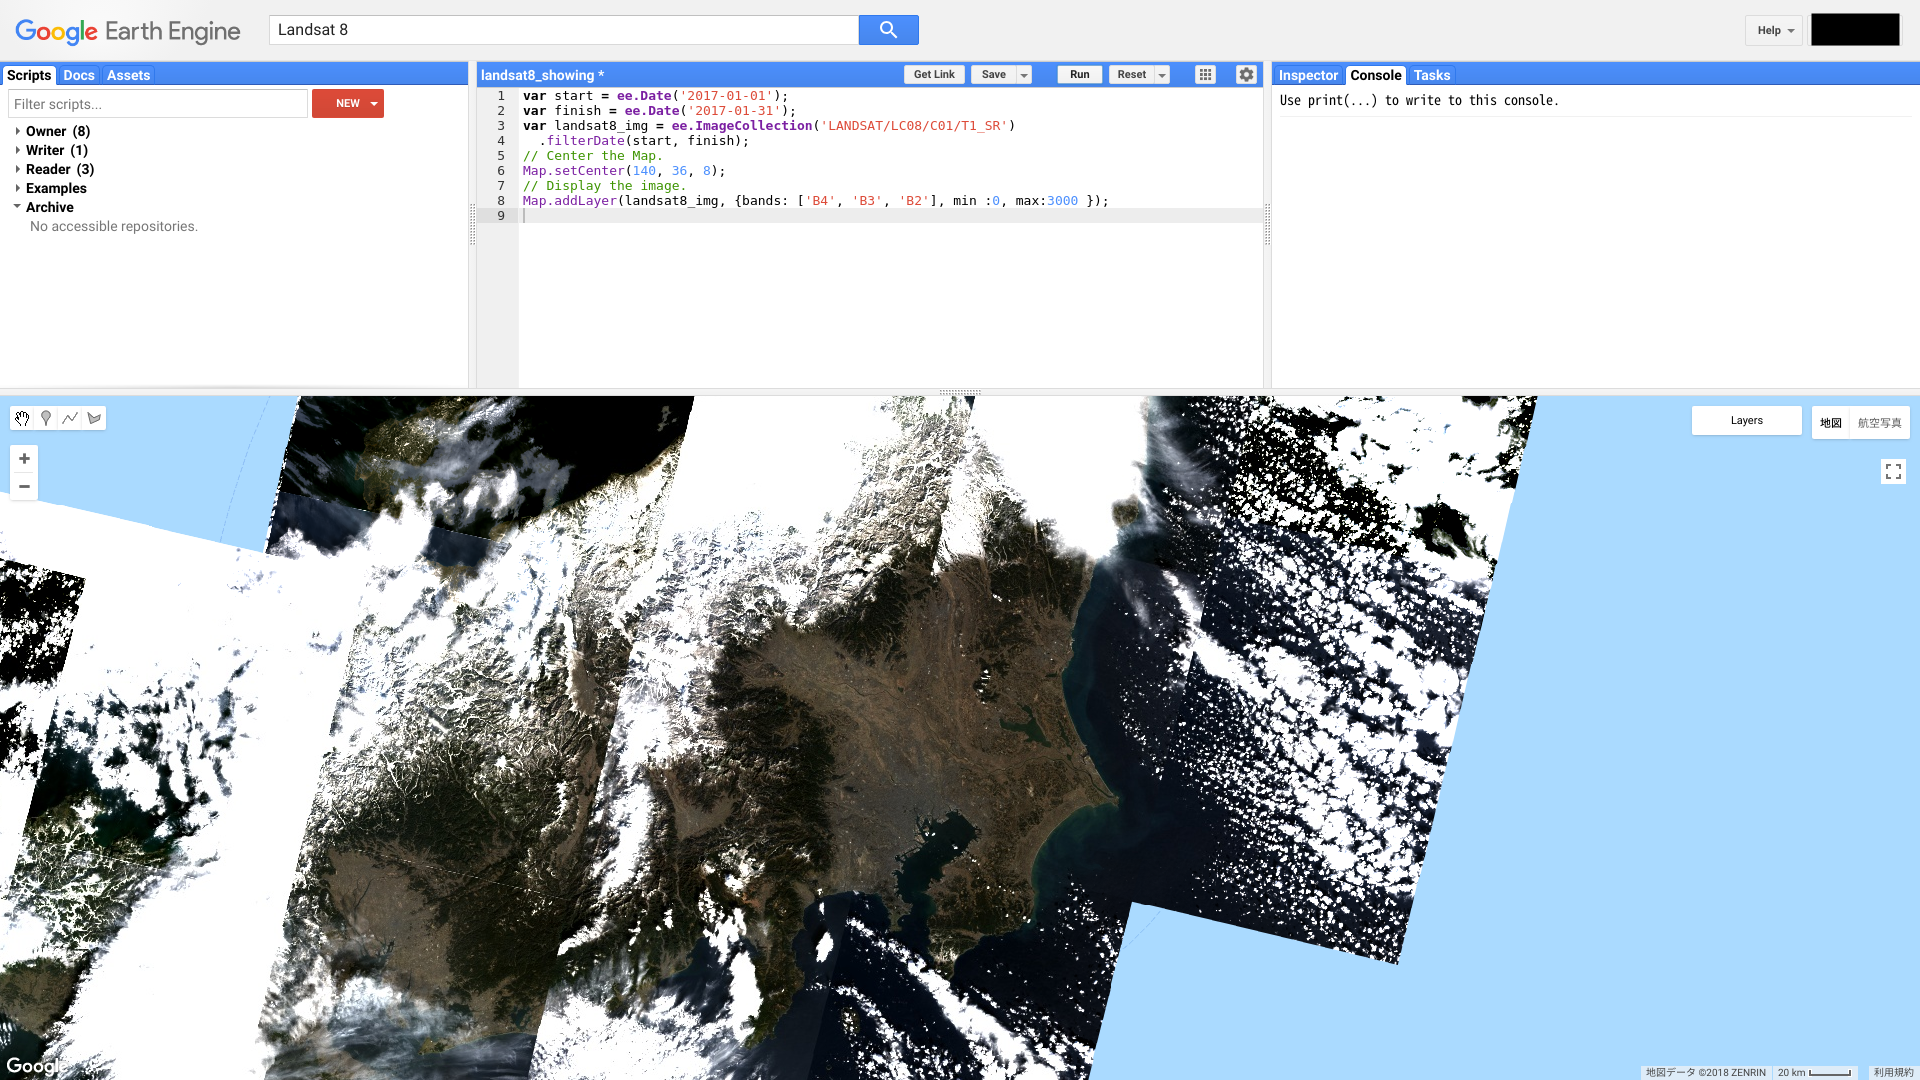 Google Earth Engine
Landsat 8
Help
Scripts Docs Assets
Filter scripts...
NEW
Owner (8)
Writer (1)
Reader (3)
Examples
Archive
No accessible repositories.
landsat8_showing *
Get Link Save Run Reset
1 var start = ee.Date('2017-01-01');
2 var finish = ee.Date('2017-01-31');
3 var landsat8_img = ee.ImageCollection('LANDSAT/LC08/C01/T1_SR')
4 .filterDate(start, finish);
5 // Center the Map.
6 Map.setCenter(140, 36, 8);
7 // Display the image.
8 Map.addLayer(landsat8_img, {bands: ['B4', 'B3', 'B2'], min :0, max:3000 });
9
Inspector Console Tasks
Use print(...) to write to this console.
Layers
地図 航空写真
Google
地図データ ©2018 ZENRIN 20 km 利用規約